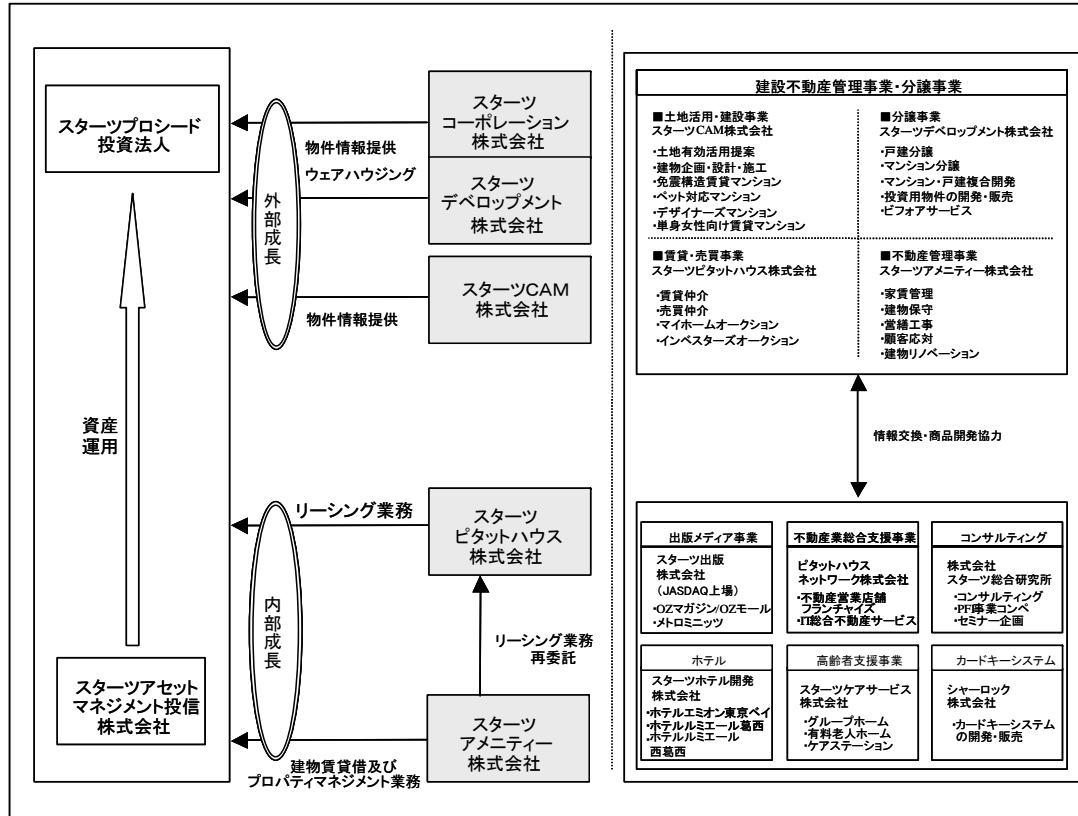 スターツプロシード
投資法人
資産
運用
スターツアセット
マネジメント投信
株式会社
外部成長
物件情報提供
ウェアハウジング
物件情報提供
スターツ
コーポレーション
株式会社
スターツ
デベロップメント
株式会社
スターツCAM
株式会社
内部成長
リーシング業務
スターツ
ピタットハウス
株式会社
リーシング業務
再委託
スターツ
アメニティー
株式会社
建物賃貸借及び
プロパティマネジメント業務
建設不動産管理事業・分譲事業
■土地活用・建設事業
スターツCAM株式会社
・土地有効活用提案
・建物企画・設計・施工
・免震構造賃貸マンション
・ペット対応マンション
・デザイナーズマンション
・単身女性向け賃貸マンション
■分譲事業
スターツデベロップメント株式会社
・戸建分譲
・マンション分譲
・マンション・戸建複合開発
・投資用物件の開発・販売
・ビフォアサービス
■賃貸・売買事業
スターツピタットハウス株式会社
・賃貸仲介
・売買仲介
・マイホームオークション
・インベスターズオークション
■不動産管理事業
スターツアメニティー株式会社
・家賃管理
・建物保守
・営繕工事
・顧客応対
・建物リノベーション
情報交換・商品開発協力
出版メディア事業
スターツ出版
株式会社
(JASDAQ上場)
・OZマガジン/OZモール
・メトロミニッツ
不動産業総合支援事業
ピタットハウス
ネットワーク株式会社
・不動産営業店舗
フランチャイズ
・IT総合不動産サービス
コンサルティング
株式会社
スターツ総合研究所
・コンサルティング
・PFI事業コンペ
・セミナー企画
ホテル
スターツホテル開発
株式会社
・ホテルエミオン東京ベイ
・ホテルルミエール葛西
・ホテルルミエール
西葛西
高齢者支援事業
スターツケアサービス
株式会社
・グループホーム
・有料老人ホーム
・ケアステーション
カードキーシステム
シャーロック
株式会社
・カードキーシステム
の開発・販売